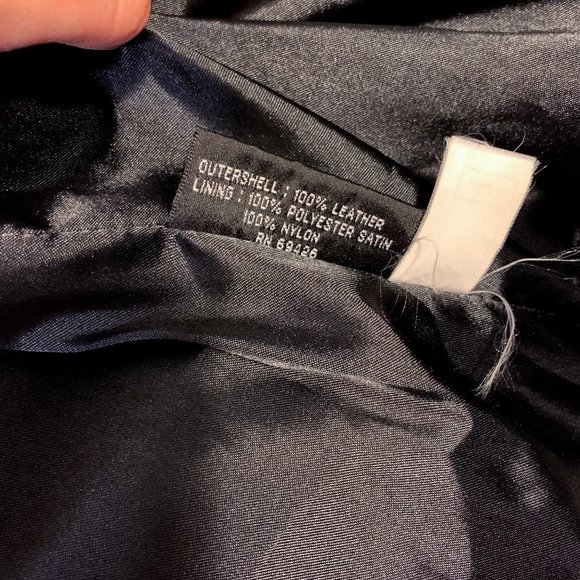 OUTERSHELL : 100% LEATHER
LINING : 100% POLYESTER SATIN
100% NYLON
RN 69426